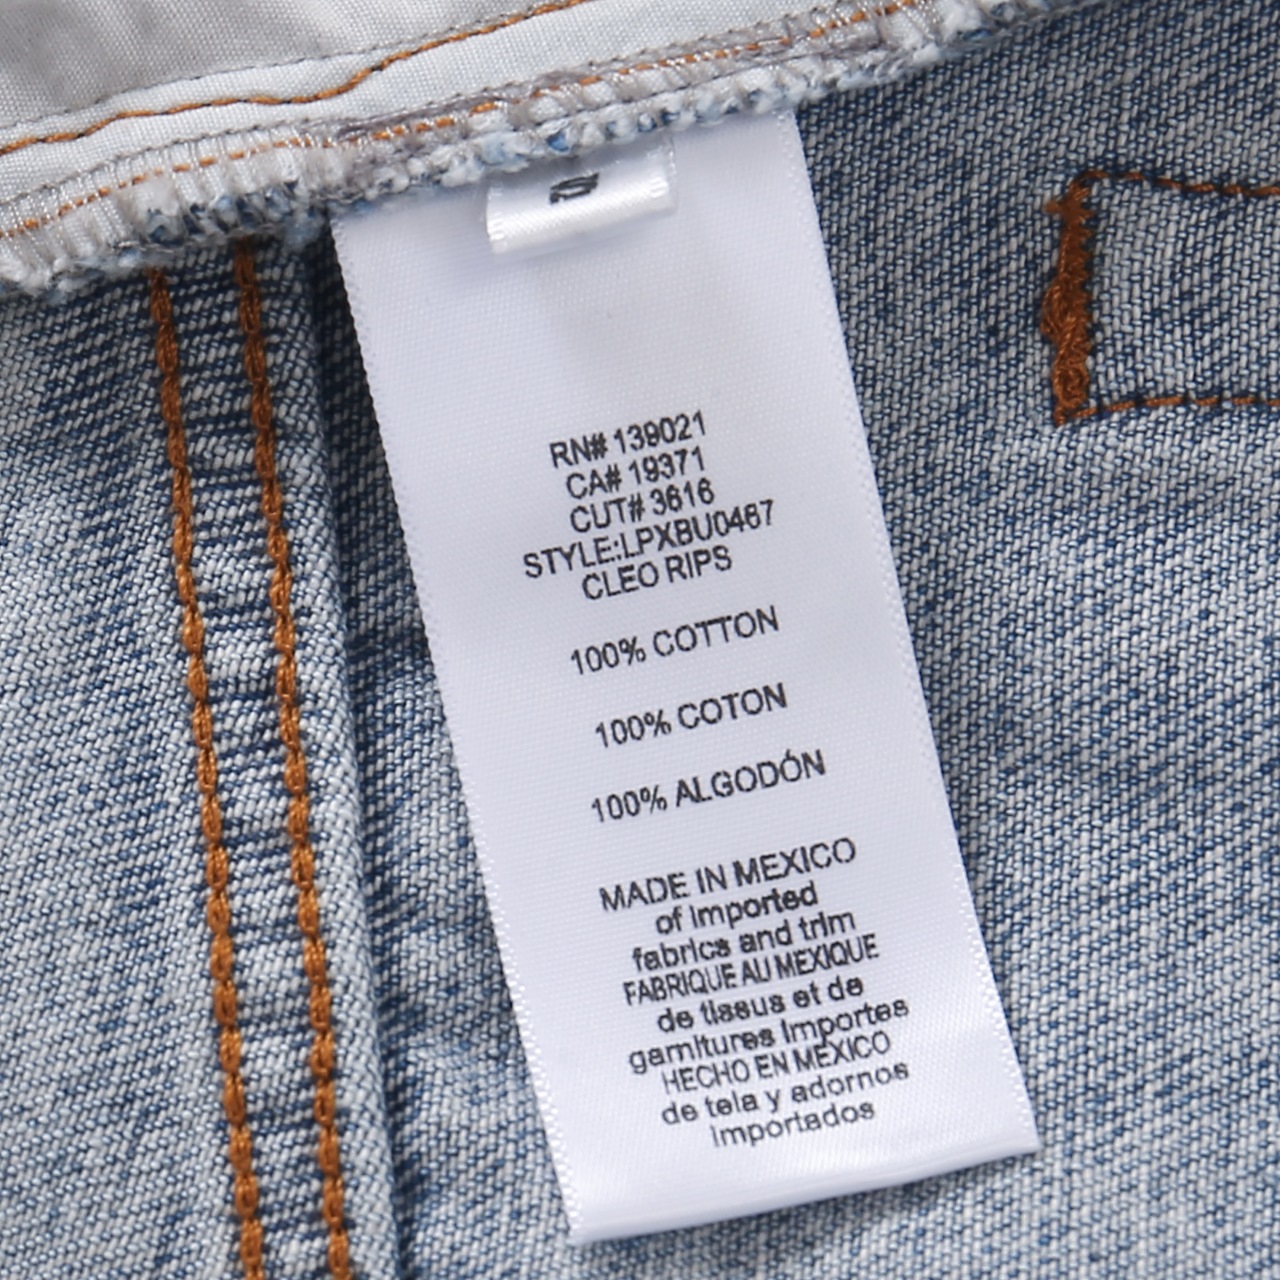 RN# 139021
CA# 19371
CUT# 3616
STYLE:LPXBU0467
CLEO RIPS
100% COTTON
100% COTON
100% ALGODÓN
MADE IN MEXICO
of imported
fabrics and trim
FABRIQUE AU MEXIQUE
de tissus et de
garnitures importes
HECHO EN MEXICO
de tela y adornos
importados